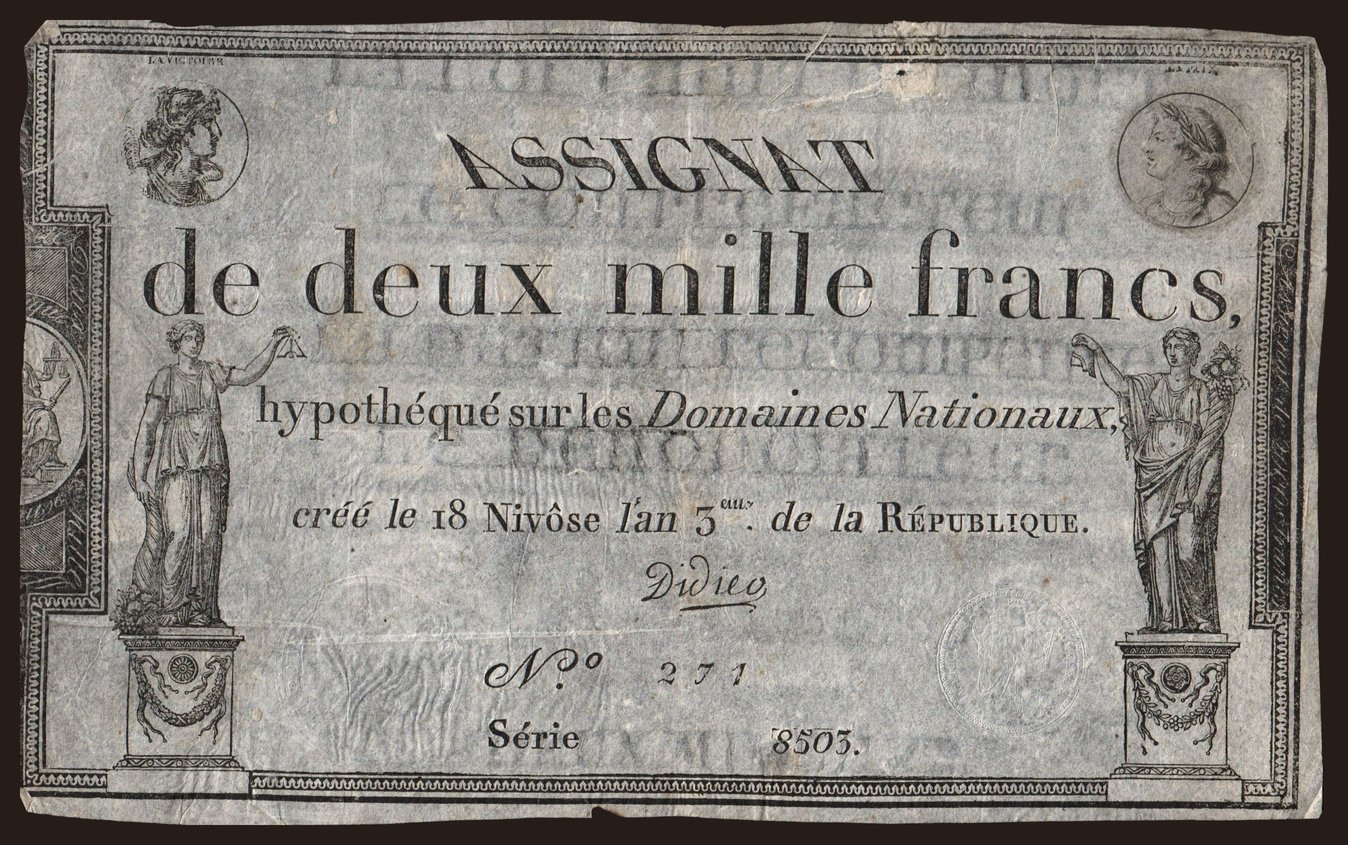 LA VICTOIRE
LA PAIX
ASSIGNAT
de deux mille francs,
hypothéqué sur les Domaines Nationaux,
créé le 18 Nivôse l'an 3eme. de la RÉPUBLIQUE.
Didier
N.º 271
Série 8503.